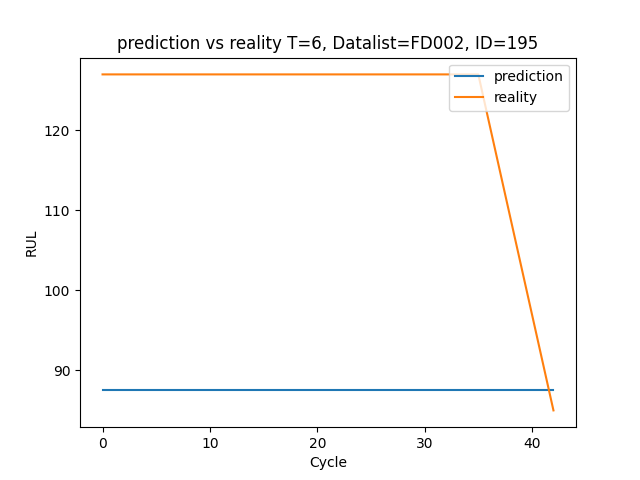 prediction vs reality T=6, Datalist=FD002, ID=195
prediction
reality
120
110
100
90
RUL
0 10 20 30 40
Cycle